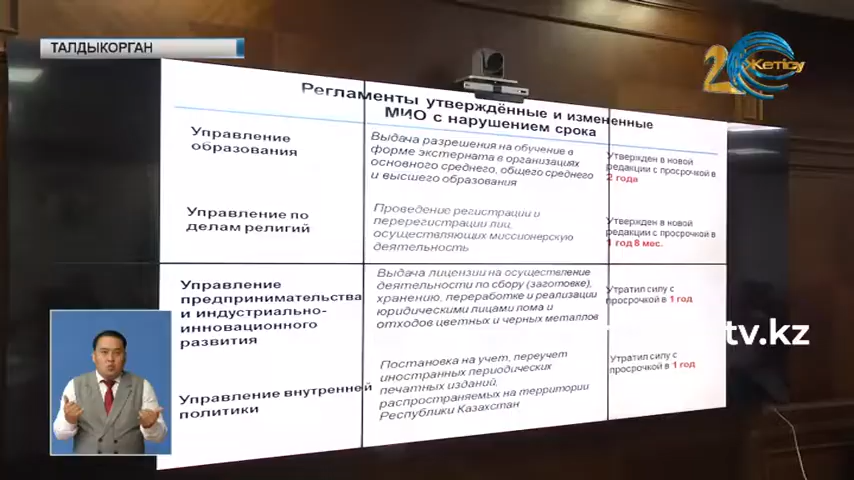 ТАЛДЫКОРГАН
20 Жетісу
Регламенты утверждённые и измененные
МИО с нарушением срока
Управление
образования
Выдача разрешения на обучение в
форме экстерната в организациях
основного среднего, общего среднего
и высшего образования
Утвержден в новой
редакции с просрочкой в
2 года
Управление по
делам религий
Проведение регистрации и
перерегистрации лиц,
осуществляющих миссионерскую
деятельность
Утвержден в новой
редакции с просрочкой в
1 год 8 мес.
Управление
предпринимательства
и индустриально-
инновационного
развития
Выдача лицензии на осуществление
деятельности по сбору (заготовке),
хранению, переработке и реализации
юридическими лицами лома и
отходов цветных и черных металлов
Утратил силу с
просрочкой в 1 год
tv.kz
Управление внутренней
политики
Постановка на учет, переучет
иностранных периодических
печатных изданий,
распространяемых на территории
Республики Казахстан
Утратил силу с
просрочкой в 1 год